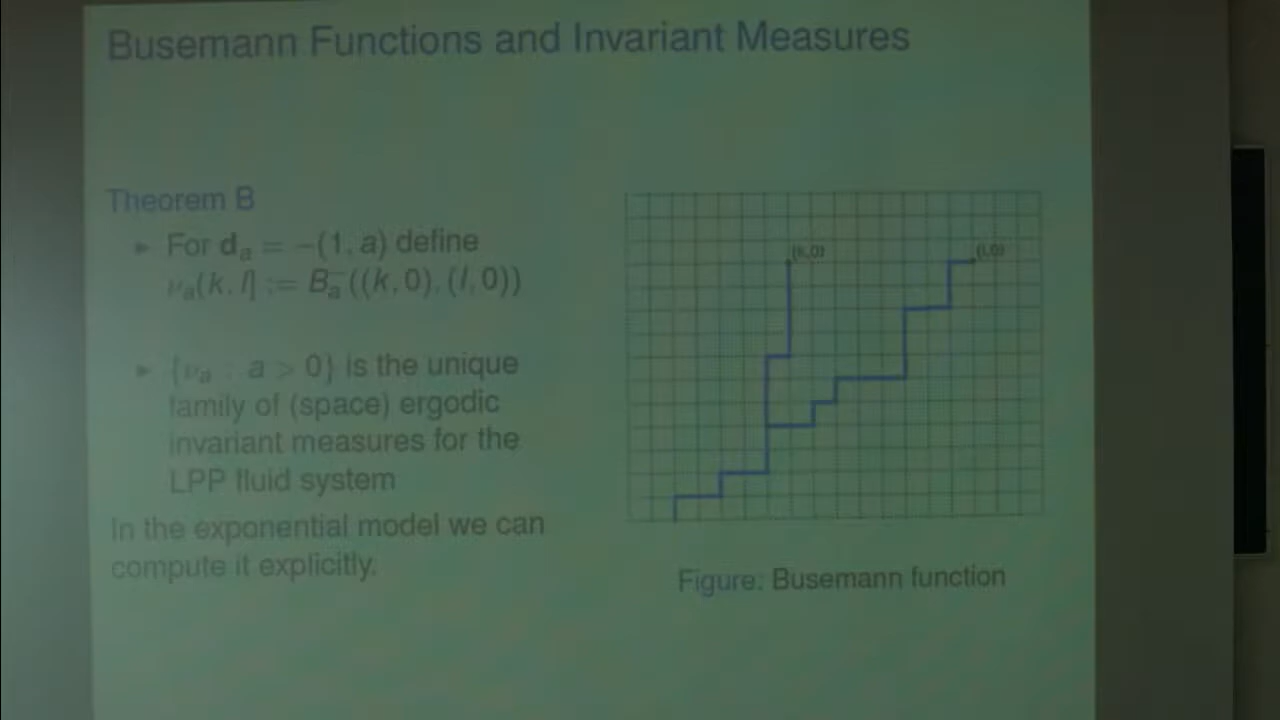 Busemann Functions and Invariant Measures
Theorem B
► For d_a = −(1, a) define
ν_a(k, l] := B_a^−((k, 0), (l, 0))
► {ν_a : a > 0} is the unique
family of (space) ergodic
invariant measures for the
LPP fluid system
In the exponential model we can
compute it explicitly.
(k,0)
(l,0)
Figure: Busemann function